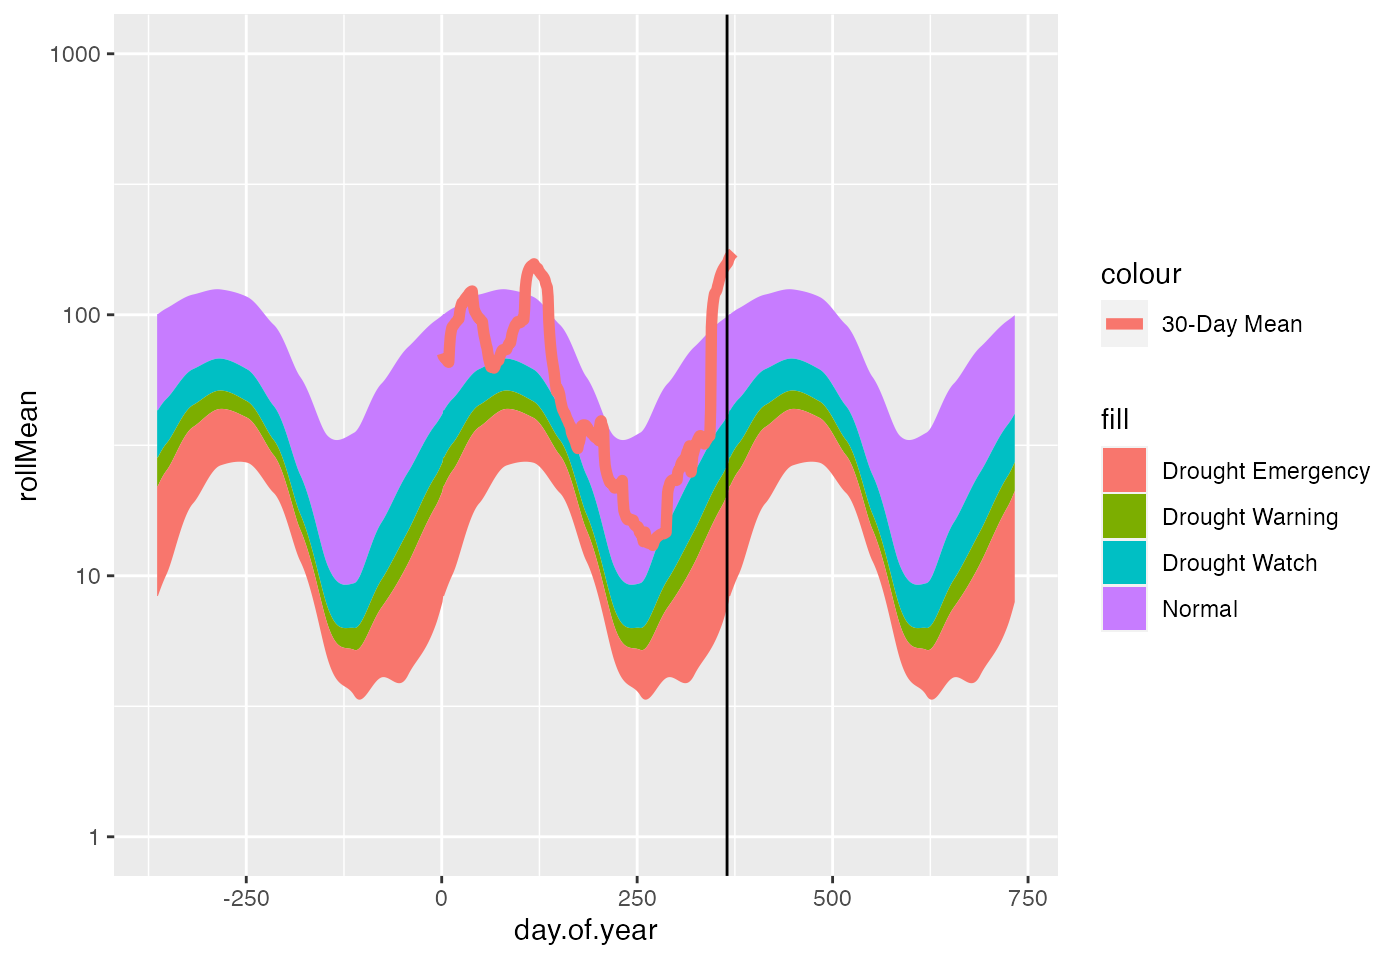 1000
100
10
1
rollMean
-250 0 250 500 750
day.of.year
colour
30-Day Mean
fill
Drought Emergency
Drought Warning
Drought Watch
Normal